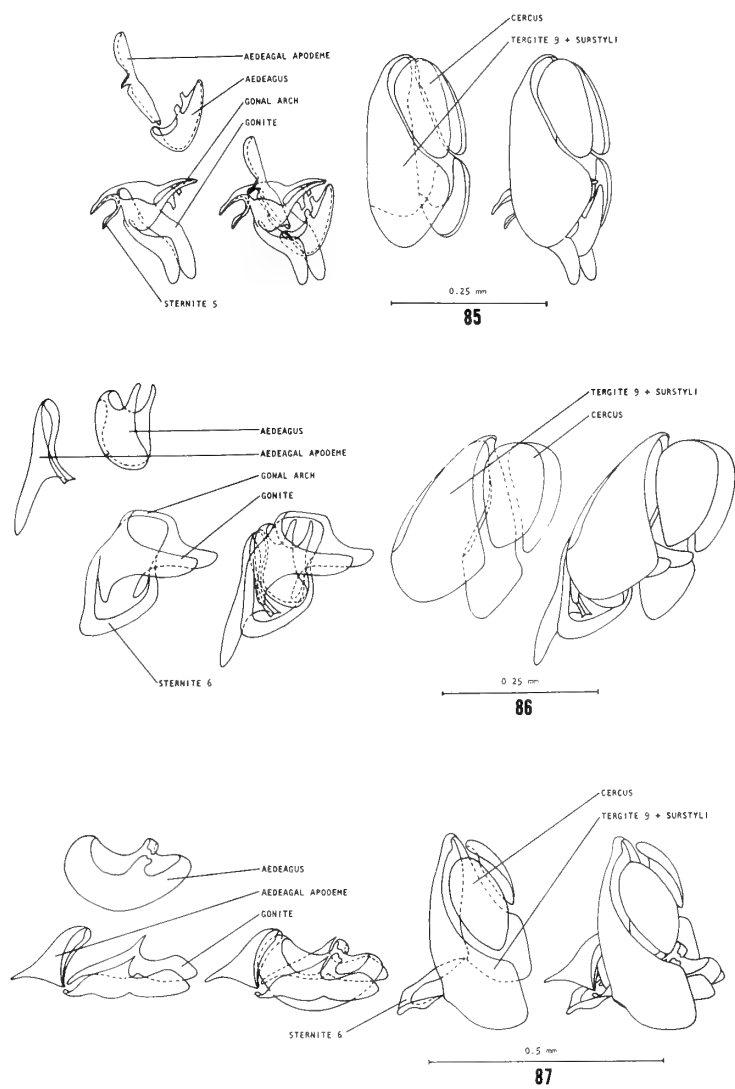 CERCUS
TERGITE 9 + SURSTYLI
AEDEAGAL APODEME
AEDEAGUS
GONAL ARCH
GONITE
STERNITE 5
0.25 mm
85
TERGITE 9 + SURSTYLI
CERCUS
AEDEAGUS
AEDEAGAL APODEME
GONAL ARCH
GONITE
STERNITE 6
0 25 mm
86
CERCUS
TERGITE 9 + SURSTYLI
AEDEAGUS
AEDEAGAL APODEME
GONITE
STERNITE 6
0.5 mm
87